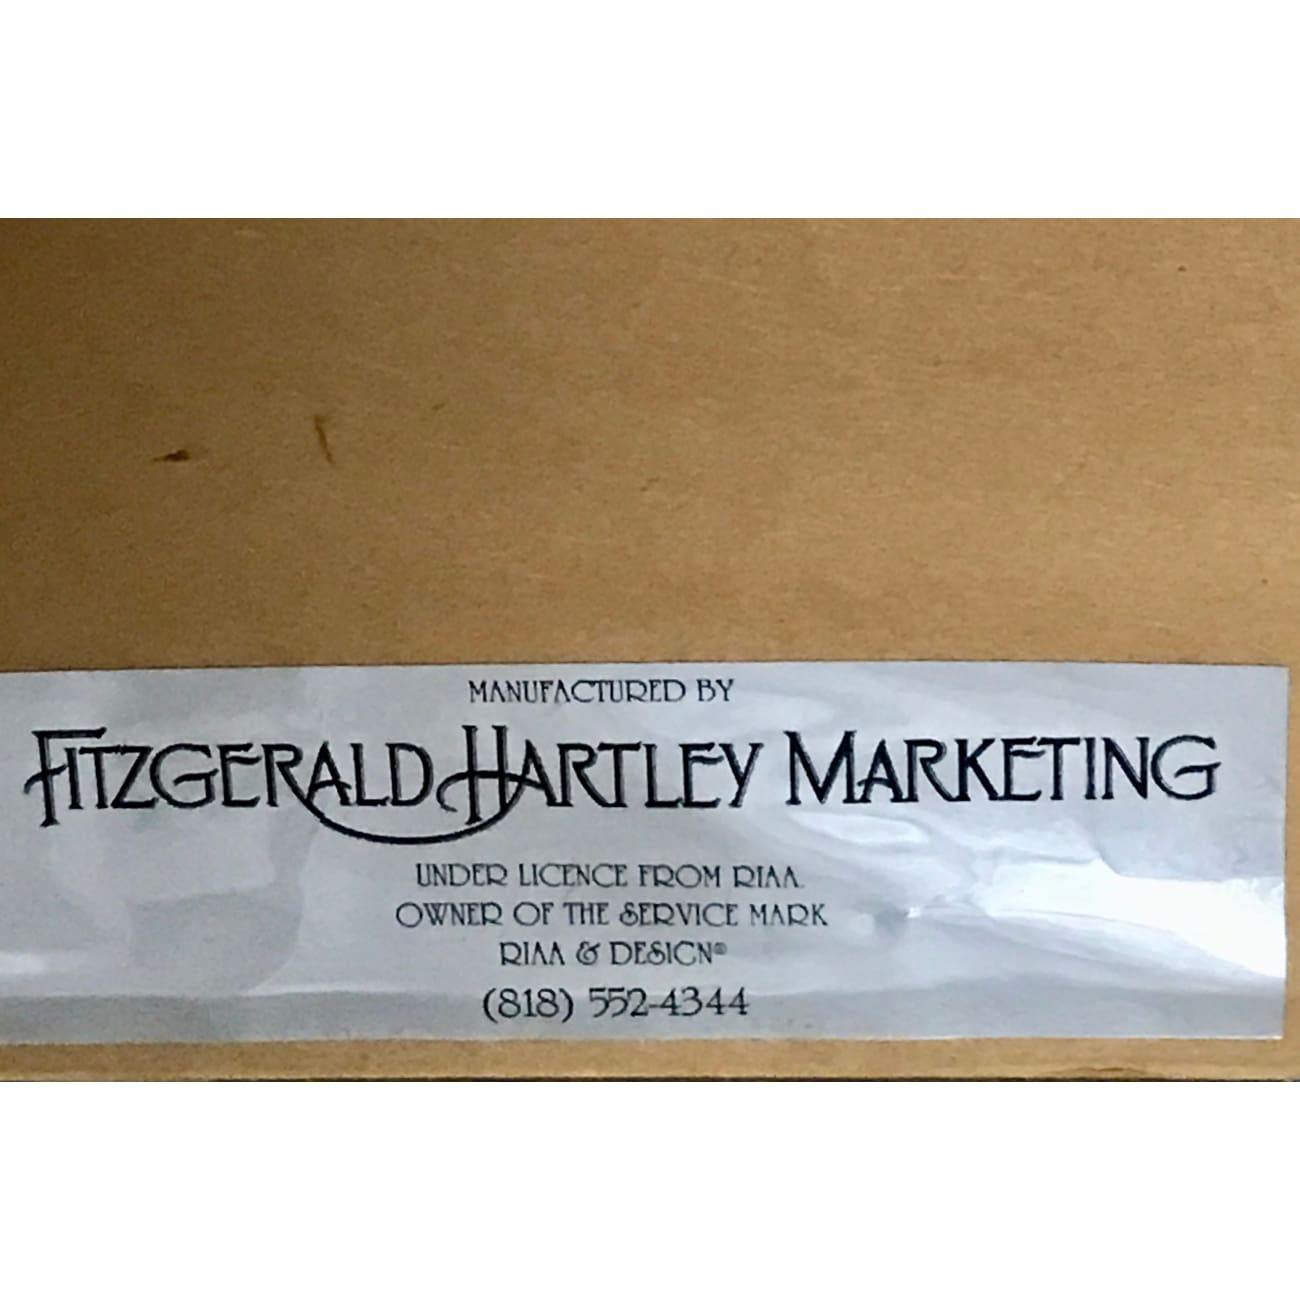 MANUFACTURED BY
FITZGERALD HARTLEY MARKETING
UNDER LICENCE FROM RIAA.
OWNER OF THE SERVICE MARK
RIAA & DESIGN®
(818) 552-4344